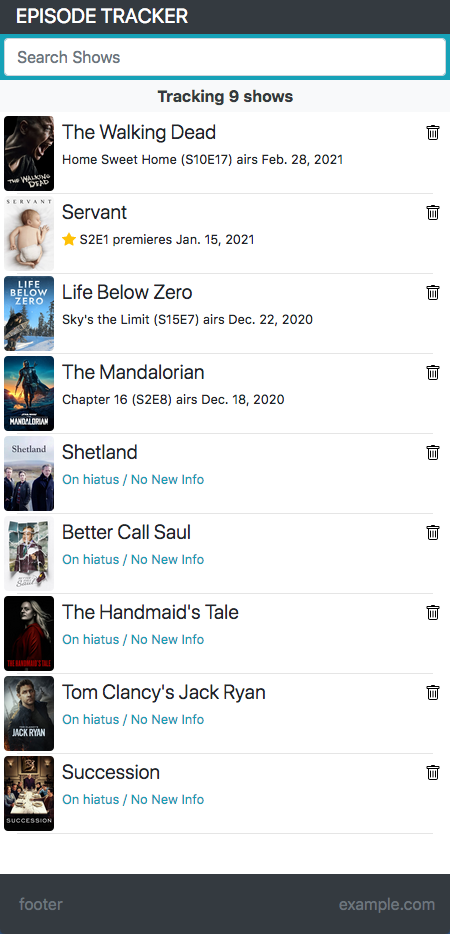 EPISODE TRACKER
Search Shows
Tracking 9 shows
The Walking Dead
Home Sweet Home (S10E17) airs Feb. 28, 2021
THE WALKING
DEAD
SERVANT
Servant
S2E1 premieres Jan. 15, 2021
LIFE
BELOW
ZERO
Life Below Zero
Sky's the Limit (S15E7) airs Dec. 22, 2020
The Mandalorian
Chapter 16 (S2E8) airs Dec. 18, 2020
MANDALORIAN
Shetland
Shetland
On hiatus / No New Info
Better Call Saul
On hiatus / No New Info
Saul
The Handmaid's Tale
On hiatus / No New Info
THE HANDMAID'S TALE
Tom Clancy's Jack Ryan
On hiatus / No New Info
JACK RYAN
Succession
On hiatus / No New Info
SUCCESSION
footer
example.com